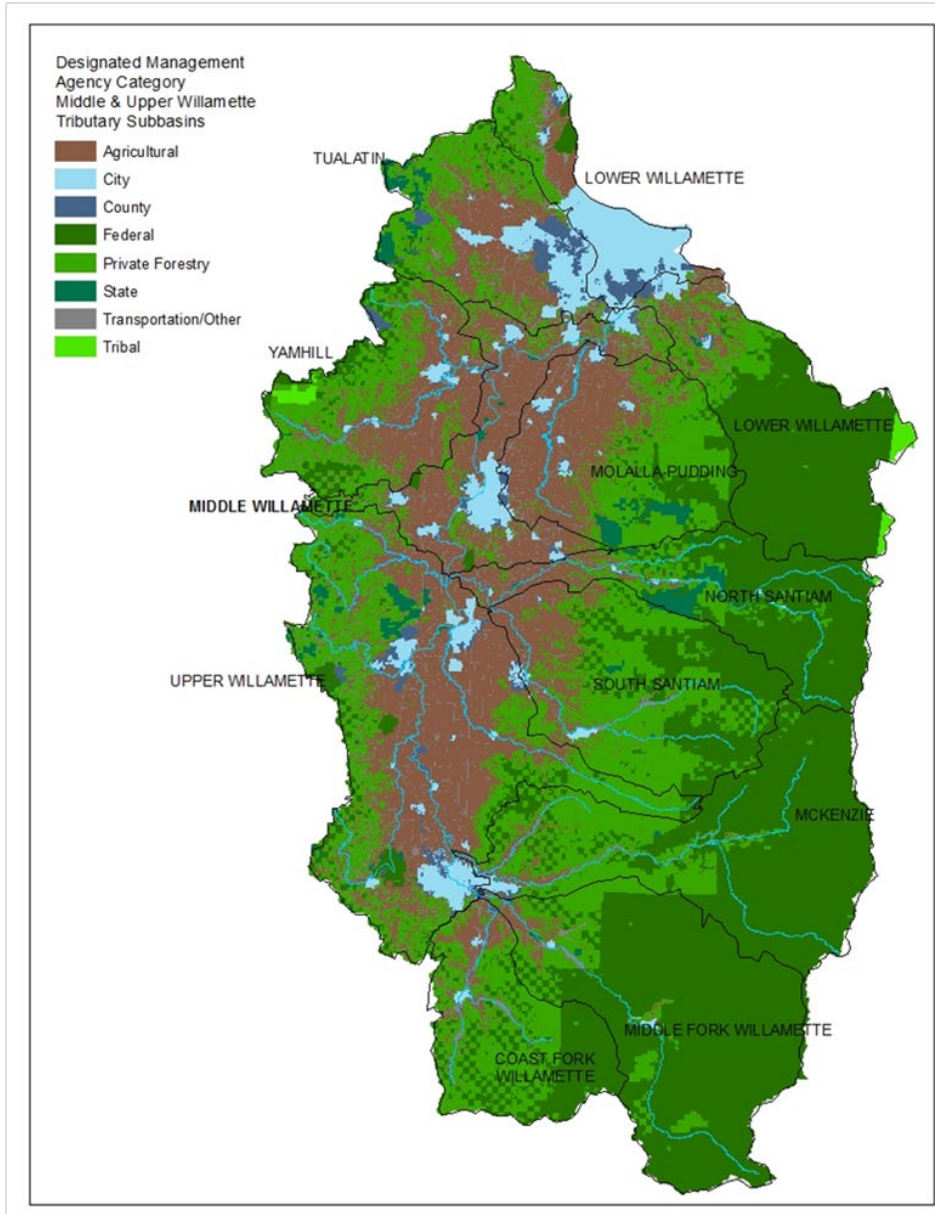 Designated Management
Agency Category
Middle & Upper Willamette
Tributary Subbasins
Agricultural
City
County
Federal
Private Forestry
State
Transportation/Other
Tribal
TUALATIN
LOWER WILLAMETTE
YAMHILL
LOWER WILLAMETTE
MOLALLA-PUDDING
MIDDLE WILLAMETTE
NORTH SANTIAM
UPPER WILLAMETTE
SOUTH SANTIAM
MCKENZIE
MIDDLE FORK WILLAMETTE
COAST FORK
WILLAMETTE